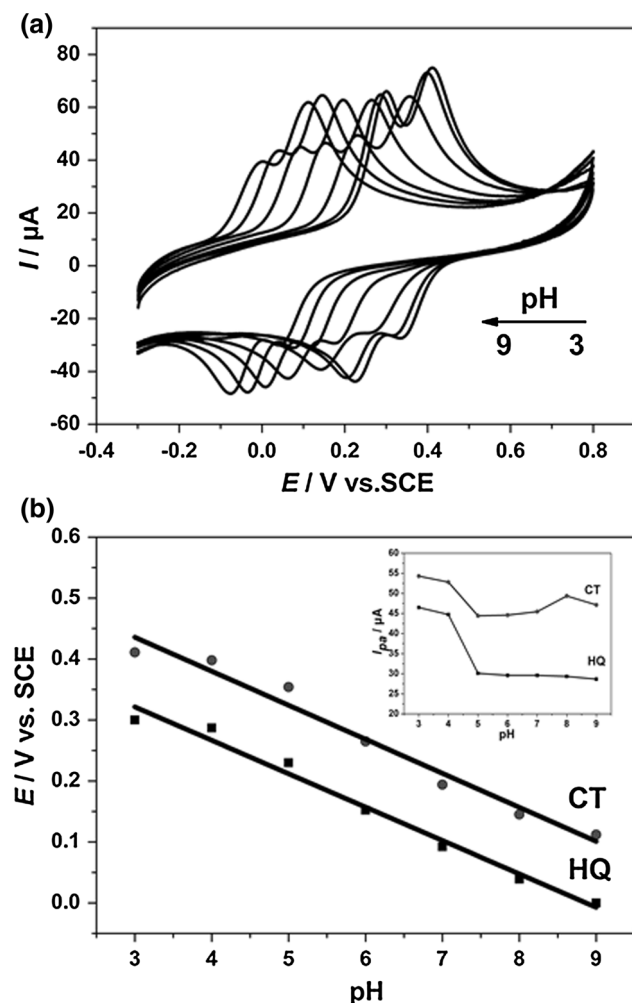 (a)
80
60
40
20
0
-20
-40
-60
I / µA
pH
9 3
-0.4 -0.2 0.0 0.2 0.4 0.6 0.8
E / V vs.SCE
(b)
0.6
0.5
0.4
0.3
0.2
0.1
0.0
E / V vs. SCE
60
55
50
45
40
35
30
25
20
Ipa / µA
CT
HQ
3 4 5 6 7 8 9
pH
CT
HQ
3 4 5 6 7 8 9
pH